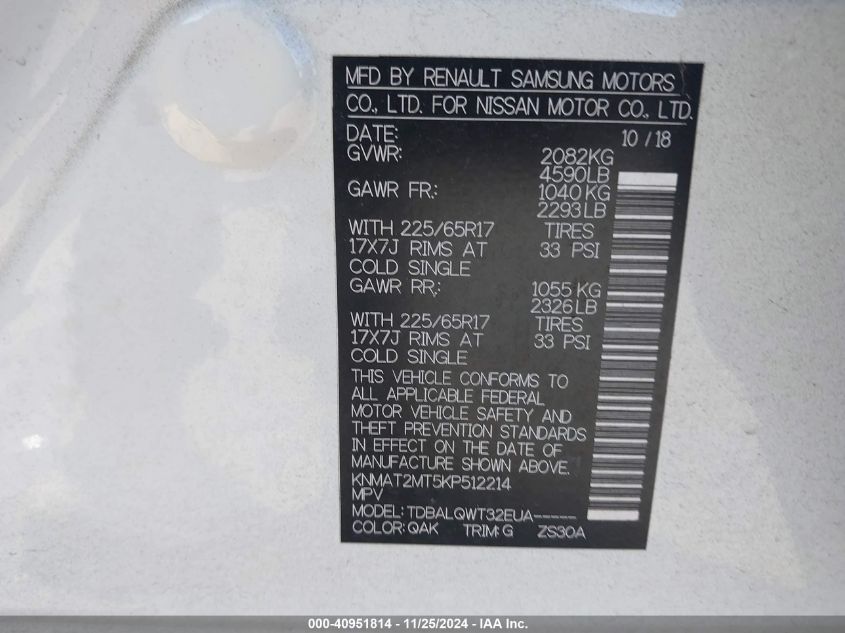 MFD BY RENAULT SAMSUNG MOTORS
CO., LTD. FOR NISSAN MOTOR CO., LTD.
DATE: 10 / 18
GVWR: 2082KG
4590LB
GAWR FR.: 1040 KG
2293 LB
WITH 225/65R17 TIRES
17X7J RIMS AT 33 PSI
COLD SINGLE
GAWR RR.: 1055 KG
2326 LB
WITH 225/65R17 TIRES
17X7J RIMS AT 33 PSI
COLD SINGLE
THIS VEHICLE CONFORMS TO
ALL APPLICABLE FEDERAL
MOTOR VEHICLE SAFETY AND
THEFT PREVENTION STANDARDS
IN EFFECT ON THE DATE OF
MANUFACTURE SHOWN ABOVE.
KNMAT2MT5KP512214
MPV
MODEL: TDBALQWT32EUA-----
COLOR: QAK TRIM: G ZS30A
000-40951814 - 11/25/2024 - IAA Inc.